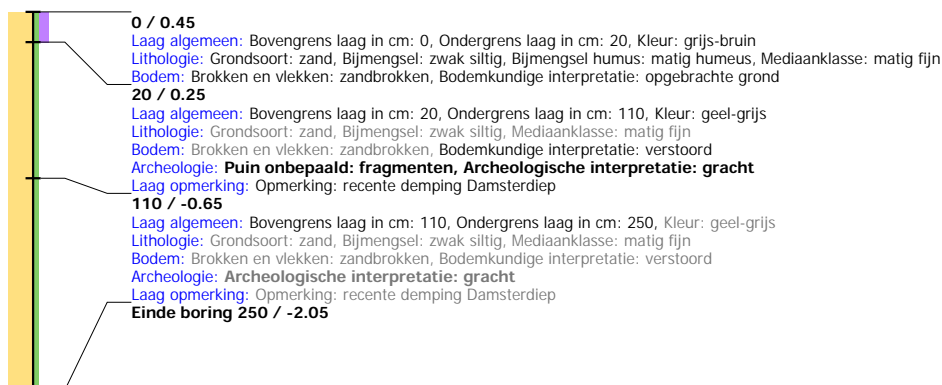 0 / 0.45
Laag algemeen: Bovengrens laag in cm: 0, Ondergrens laag in cm: 20, Kleur: grijs-bruin
Lithologie: Grondsoort: zand, Bijmengsel: zwak siltig, Bijmengsel humus: matig humeus, Mediaanklasse: matig fijn
Bodem: Brokken en vlekken: zandbrokken, Bodemkundige interpretatie: opgebrachte grond
20 / 0.25
Laag algemeen: Bovengrens laag in cm: 20, Ondergrens laag in cm: 110, Kleur: geel-grijs
Lithologie: Grondsoort: zand, Bijmengsel: zwak siltig, Mediaanklasse: matig fijn
Bodem: Brokken en vlekken: zandbrokken, Bodemkundige interpretatie: verstoord
Archeologie: Puin onbepaald: fragmenten, Archeologische interpretatie: gracht
Laag opmerking: Opmerking: recente demping Damsterdiep
110 / -0.65
Laag algemeen: Bovengrens laag in cm: 110, Ondergrens laag in cm: 250, Kleur: geel-grijs
Lithologie: Grondsoort: zand, Bijmengsel: zwak siltig, Mediaanklasse: matig fijn
Bodem: Brokken en vlekken: zandbrokken, Bodemkundige interpretatie: verstoord
Archeologie: Archeologische interpretatie: gracht
Laag opmerking: Opmerking: recente demping Damsterdiep
Einde boring 250 / -2.05